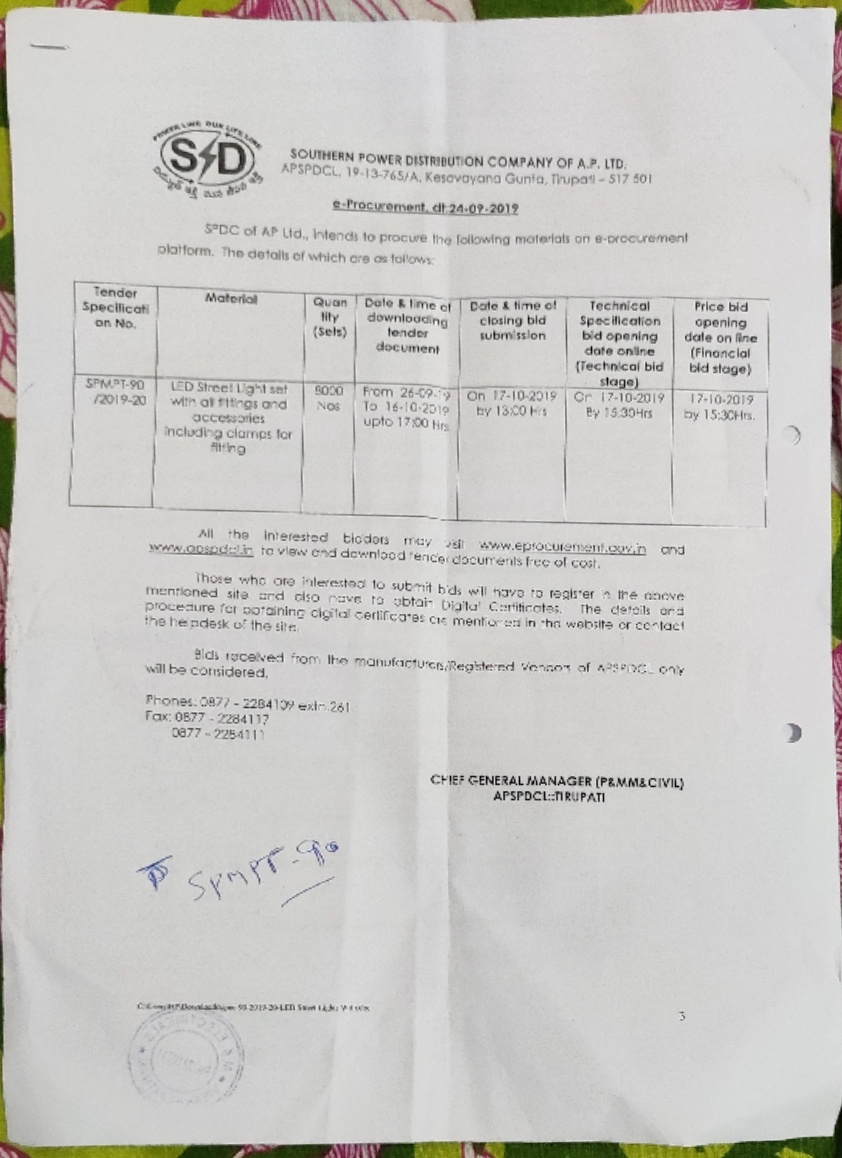 POWER LINE OUR LIFE LINE
SPD
SOUTHERN POWER DISTRIBUTION COMPANY OF A.P. LTD.
APSPDCL, 19-13-765/A, Kesavayana Gunta, Tirupati – 517 501
e-Procurement, dt 24-09-2019
SPDC of AP Ltd., intends to procure the following materials on e-procurement
platform. The details of which are as follows:
Tender
Specificati
on No.
Material
Quan
tity
(Sets)
Date & time of
downloading
tender
document
Date & time of
closing bid
submission
Technical
Specification
bid opening
date online
(Technical bid
stage)
Price bid
opening
date on line
(Financial
bid stage)
SPMPT-90
/2019-20
LED Street Light set
with all fittings and
accessories
including clamps for
fitting
8000
Nos
From 26-09-19
To 16-10-2019
upto 17:00 Hrs
On 17-10-2019
by 13:00 Hrs
On 17-10-2019
By 15:30Hrs
17-10-2019
by 15:30Hrs.
All the interested bidders may visit www.eprocurement.gov.in and
www.apspdcl.in to view and download tender documents free of cost.
Those who are interested to submit bids will have to register in the above
mentioned site and also have to obtain Digital Certificates. The details and
procedure for obtaining digital certificates are mentioned in the website or contact
the helpdesk of the site.
Bids received from the manufacturers/Registered Vendors of APSPDCL only
will be considered.
Phones: 0877 - 2284109 extn.261
Fax: 0877 - 2284117
0877 - 2284111
CHIEF GENERAL MANAGER (P&MM&CIVIL)
APSPDCL::TIRUPATI
SPMPT-90
3